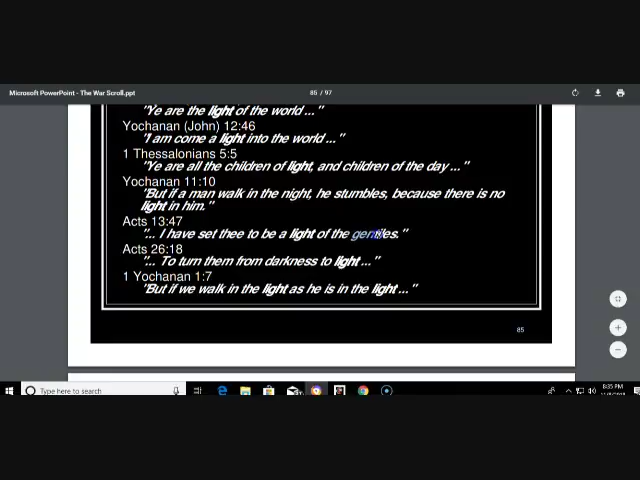 Microsoft PowerPoint - The War Scroll.ppt
85 / 97
"Ye are the light of the world ..."
Yochanan (John) 12:46
"I am come a light into the world ..."
1 Thessalonians 5:5
"Ye are all the children of light, and children of the day ..."
Yochanan 11:10
"But if a man walk in the night, he stumbles, because there is no
light in him."
Acts 13:47
"... I have set thee to be a light of the gentiles."
Acts 26:18
"... To turn them from darkness to light ..."
1 Yochanan 1:7
"But if we walk in the light as he is in the light ..."
85
Type here to search
8:35 PM